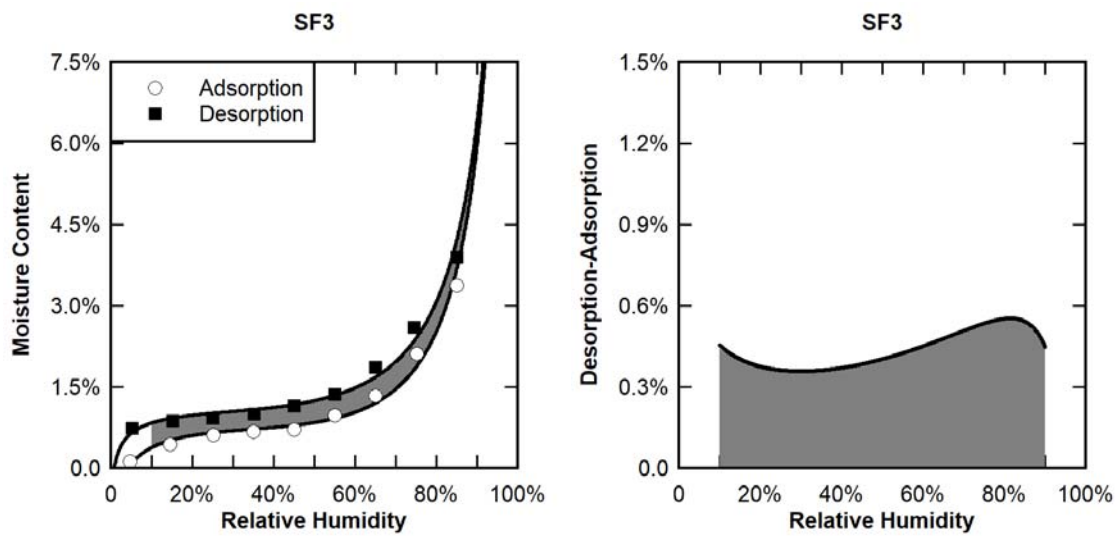 SF3
7.5%
6.0%
4.5%
3.0%
1.5%
0.0
Moisture Content
Adsorption
Desorption
0 20% 40% 60% 80% 100%
Relative Humidity
SF3
1.5%
1.2%
0.9%
0.6%
0.3%
0.0
Desorption-Adsorption
0 20% 40% 60% 80% 100%
Relative Humidity